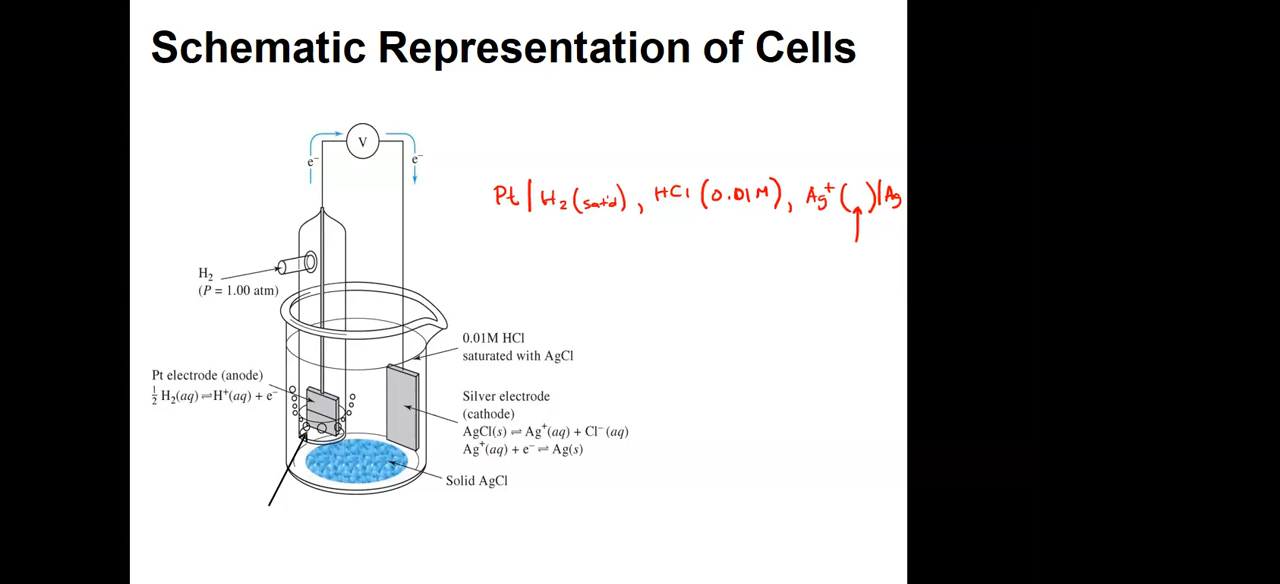 Schematic Representation of Cells
V
e⁻
e⁻
Pt | H₂ (sat'd), HCl (0.01M), Ag⁺ ( ) | Ag
H₂
(P = 1.00 atm)
0.01M HCl
saturated with AgCl
Pt electrode (anode)
½ H₂(aq) ⇌ H⁺(aq) + e⁻
Silver electrode
(cathode)
AgCl(s) ⇌ Ag⁺(aq) + Cl⁻(aq)
Ag⁺(aq) + e⁻ ⇌ Ag(s)
Solid AgCl